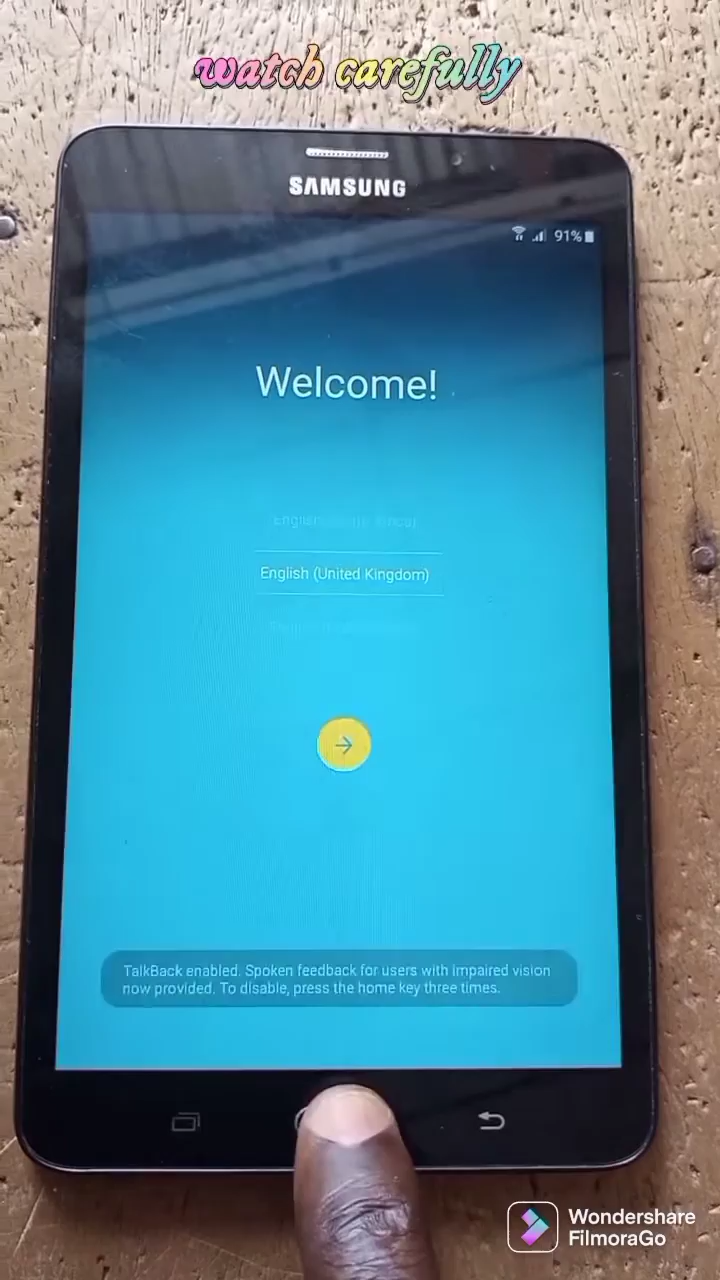 watch carefully
SAMSUNG
91%
Welcome!
English (United Kingdom)
TalkBack enabled. Spoken feedback for users with impaired vision
now provided. To disable, press the home key three times.
Wondershare
FilmoraGo